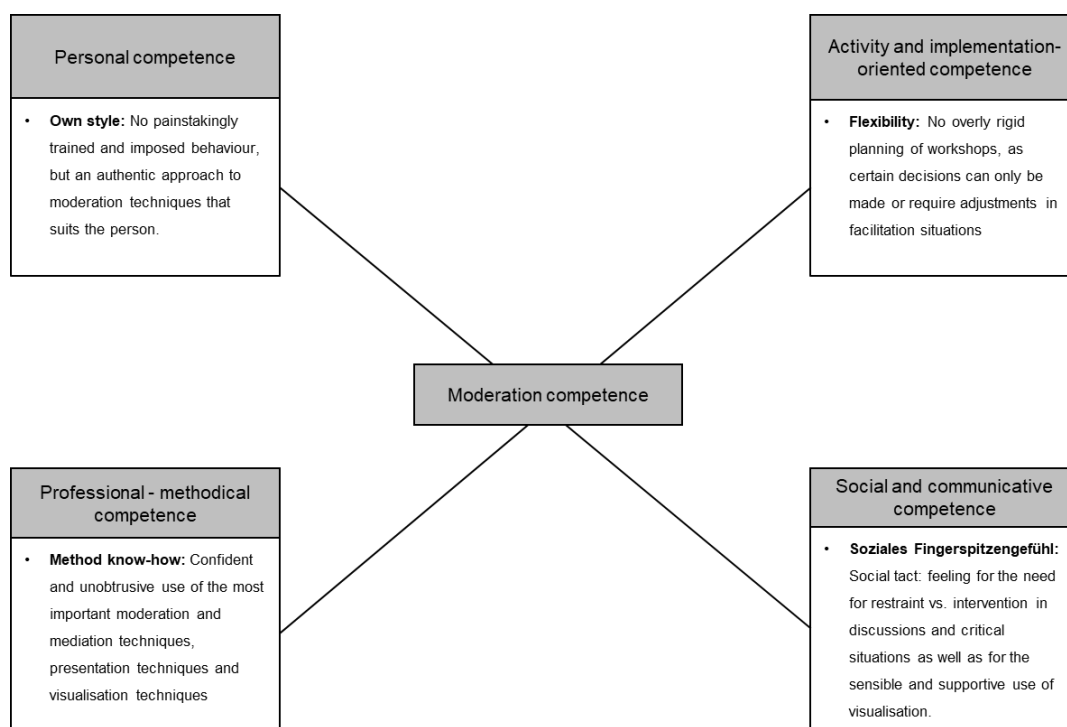 Personal competence
• Own style: No painstakingly
trained and imposed behaviour,
but an authentic approach to
moderation techniques that
suits the person.
Activity and implementation-
oriented competence
• Flexibility: No overly rigid
planning of workshops, as
certain decisions can only be
made or require adjustments in
facilitation situations
Moderation competence
Professional - methodical
competence
• Method know-how: Confident
and unobtrusive use of the most
important moderation and
mediation techniques,
presentation techniques and
visualisation techniques
Social and communicative
competence
• Soziales Fingerspitzengefühl:
Social tact: feeling for the need
for restraint vs. intervention in
discussions and critical
situations as well as for the
sensible and supportive use of
visualisation.